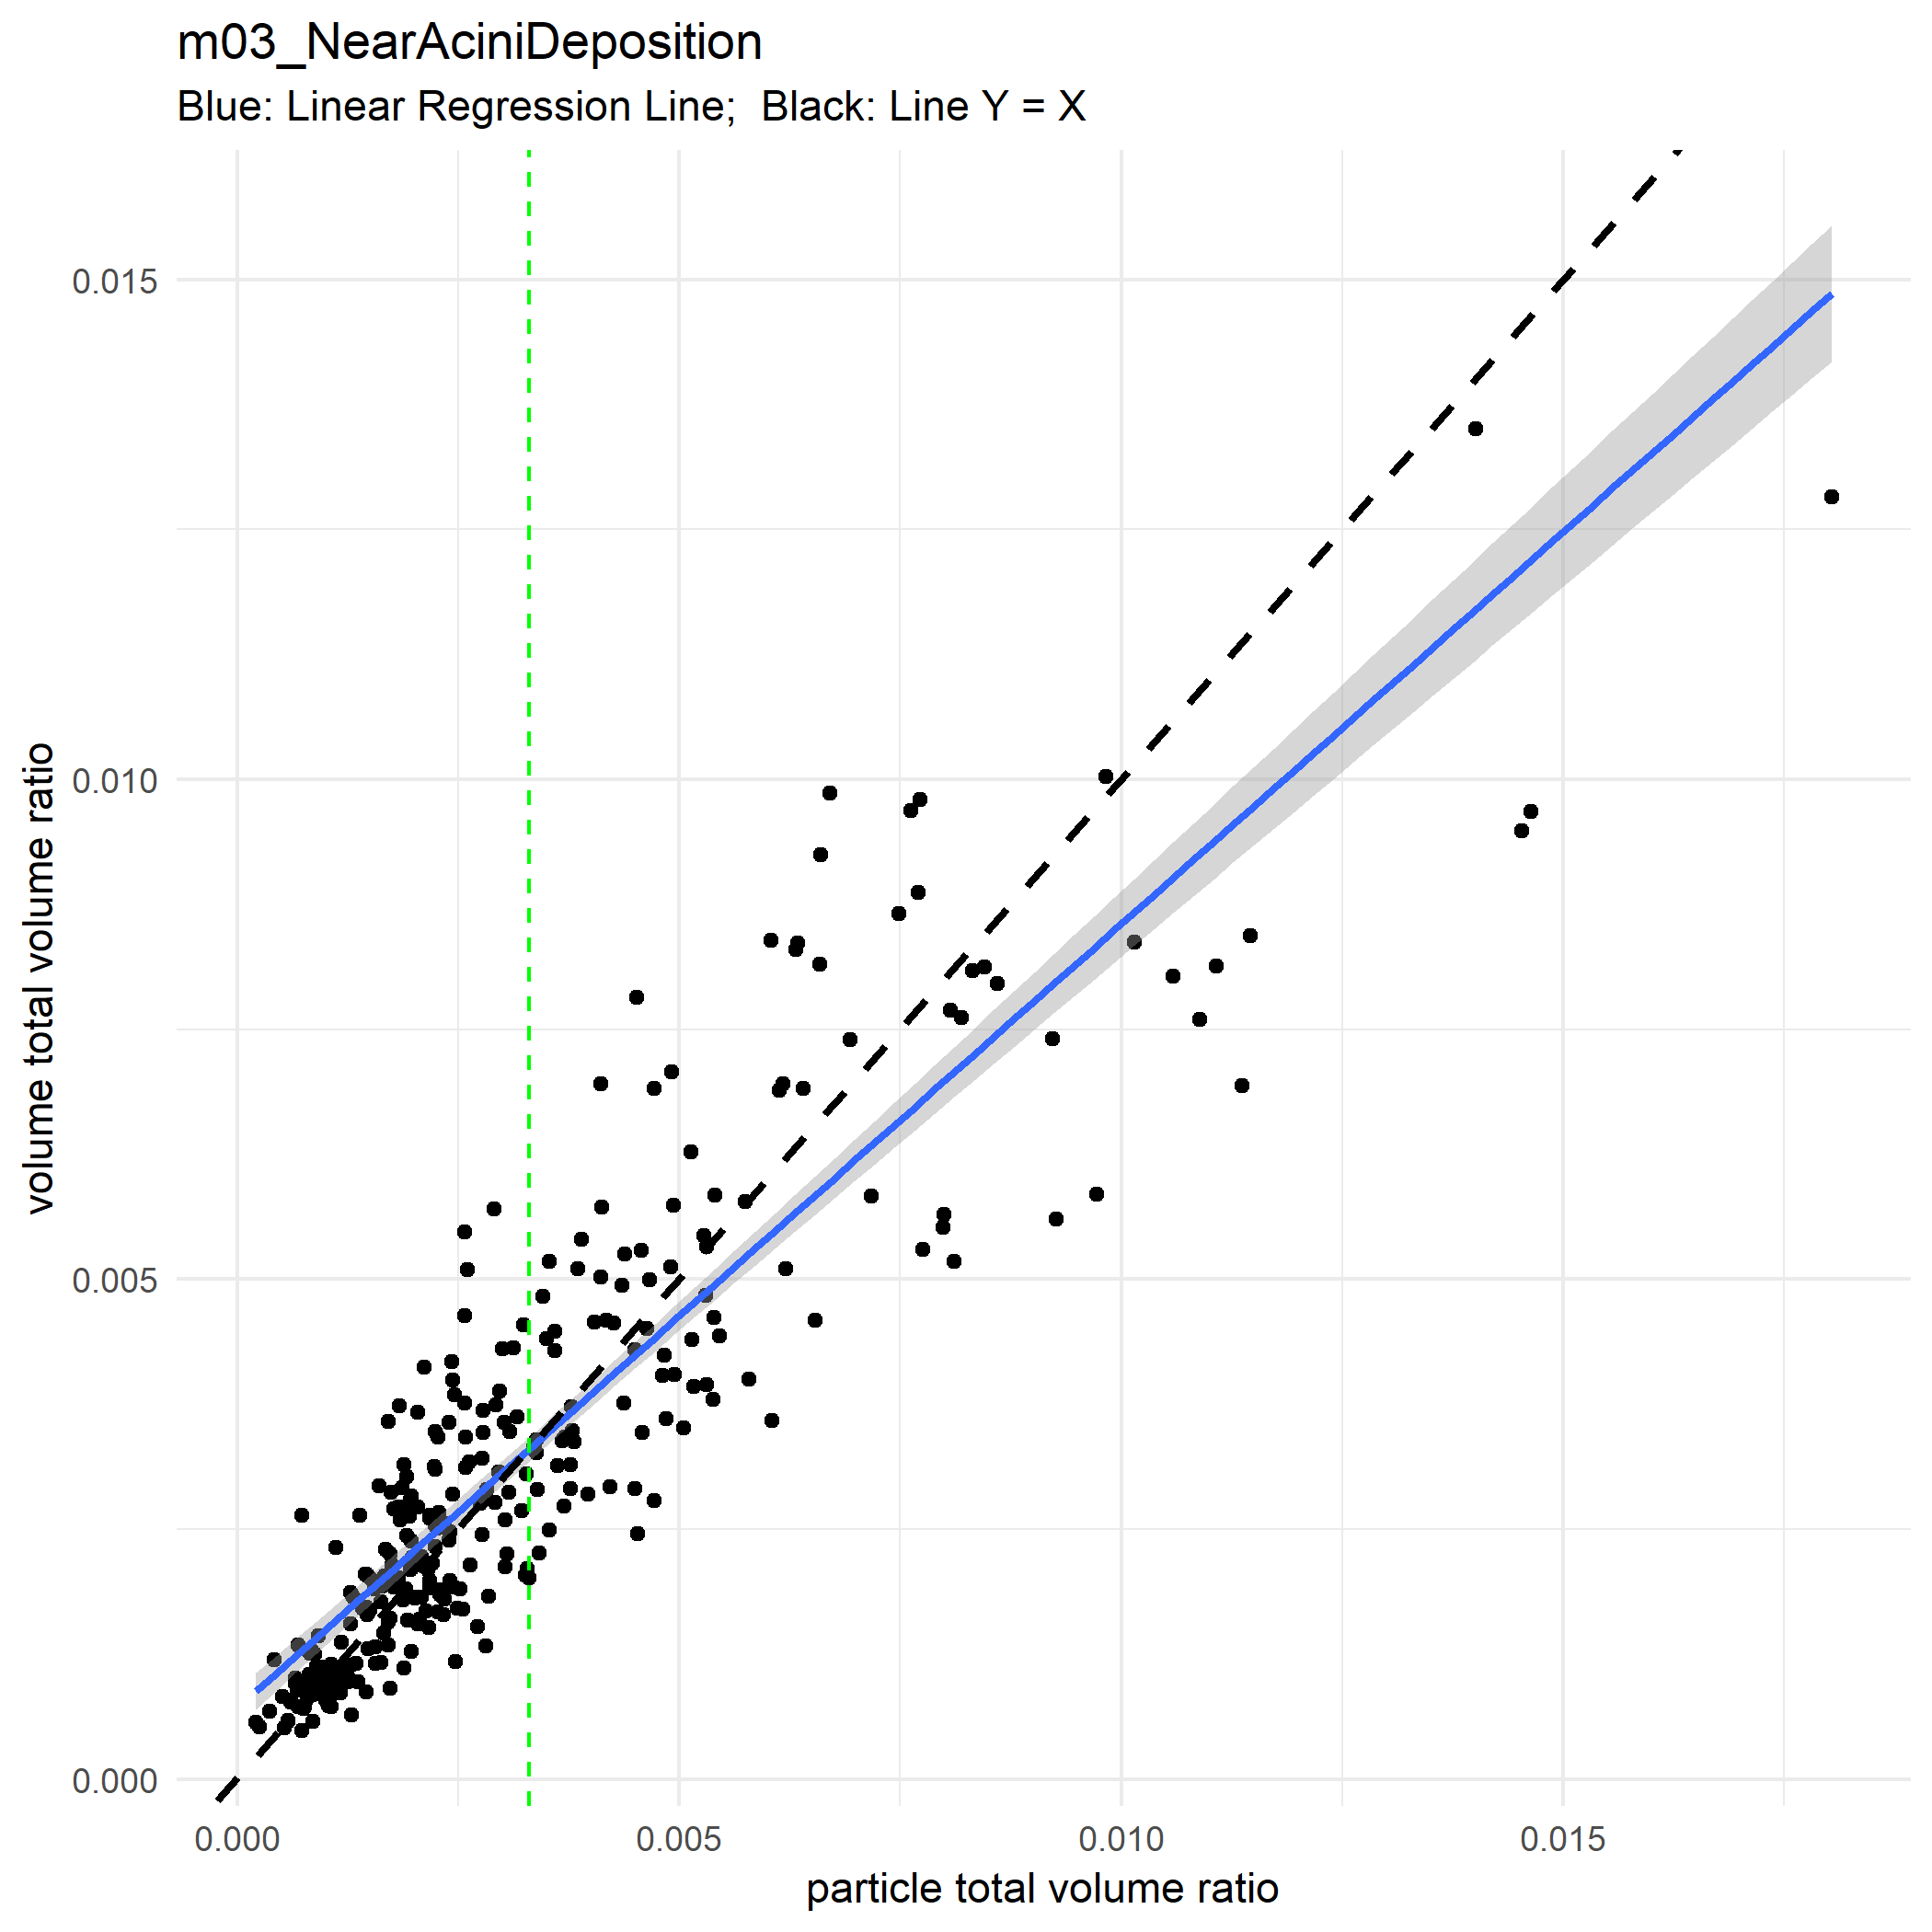 m03_NearAciniDeposition
Blue: Linear Regression Line;  Black: Line Y = X
volume total volume ratio
0.015
0.010
0.005
0.000
0.000
0.005
0.010
0.015
particle total volume ratio